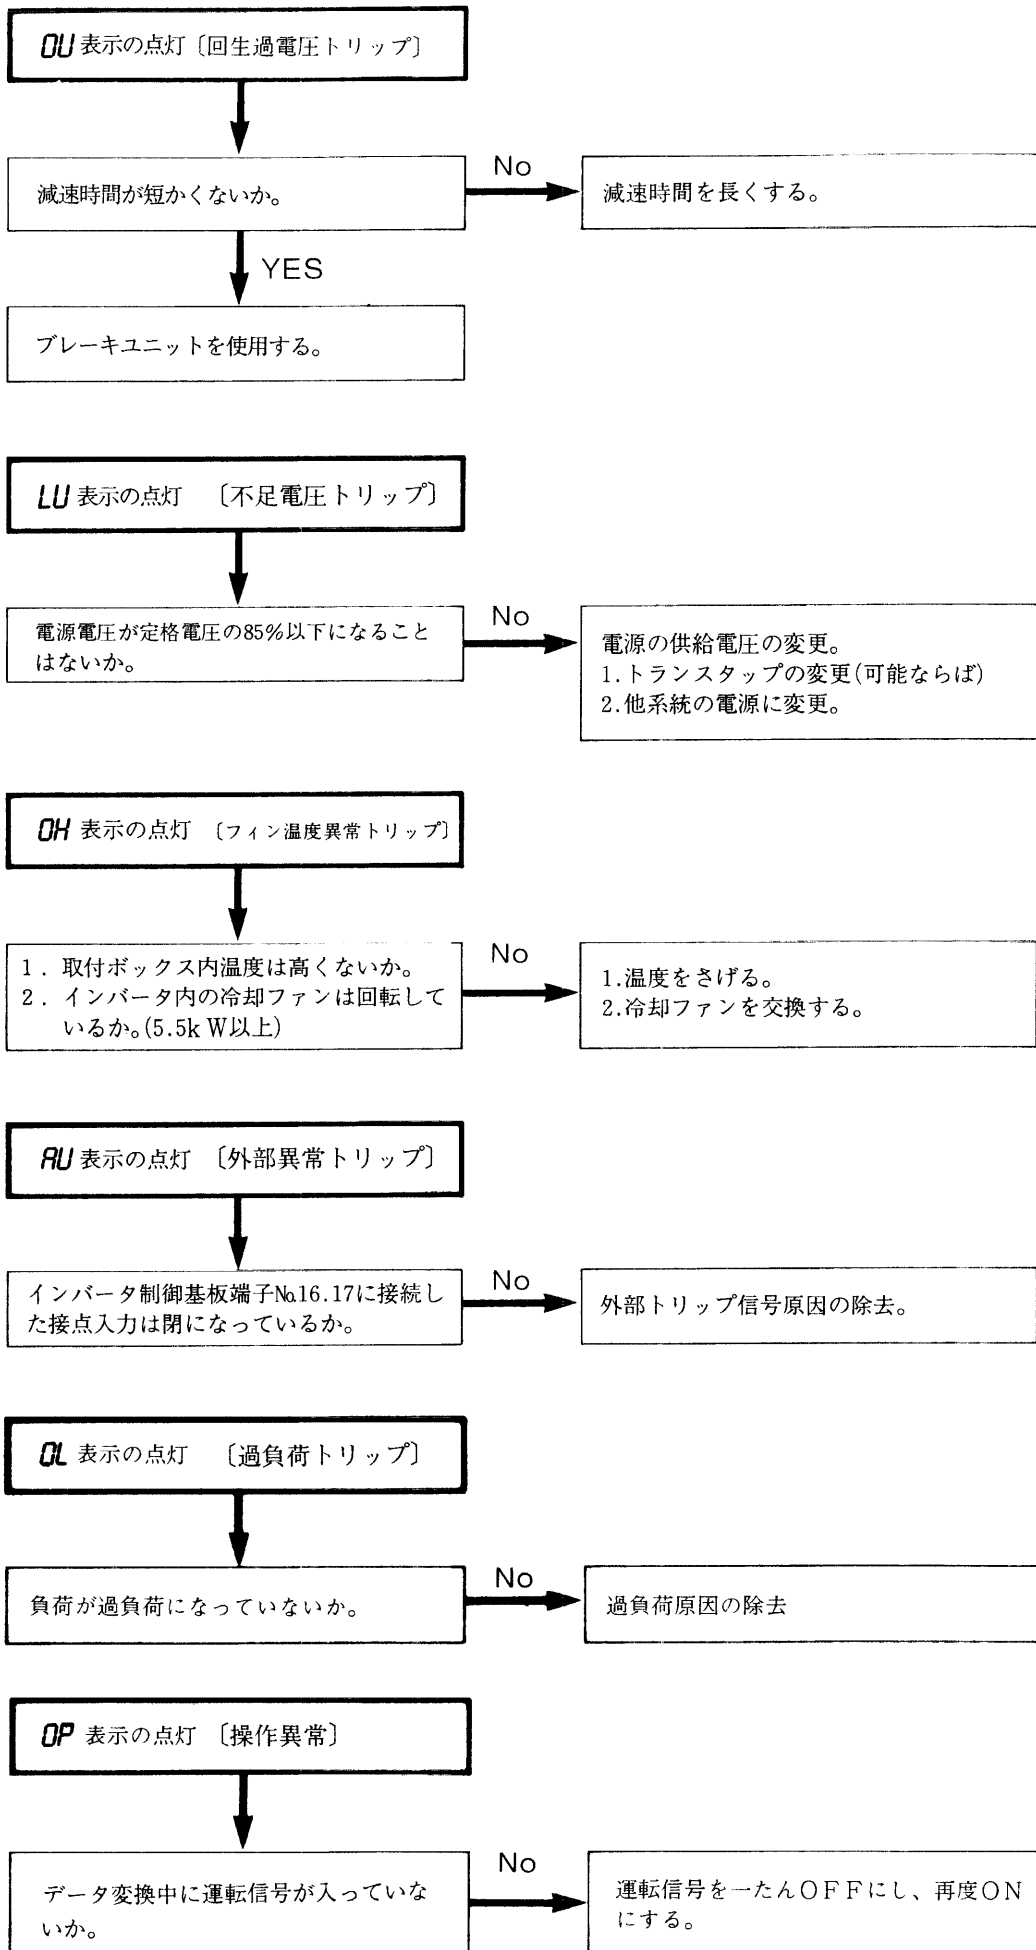 OU 表示の点灯〔回生過電圧トリップ〕
減速時間が短かくないか。
No
減速時間を長くする。
YES
ブレーキユニットを使用する。
LU 表示の点灯 〔不足電圧トリップ〕
電源電圧が定格電圧の85%以下になること
はないか。
No
電源の供給電圧の変更。
1.トランスタップの変更(可能ならば)
2.他系統の電源に変更。
OH 表示の点灯 〔フィン温度異常トリップ〕
1. 取付ボックス内温度は高くないか。
2. インバータ内の冷却ファンは回転して
いるか。(5.5kW以上)
No
1.温度をさげる。
2.冷却ファンを交換する。
AU 表示の点灯 〔外部異常トリップ〕
インバータ制御基板端子No.16.17に接続し
た接点入力は閉になっているか。
No
外部トリップ信号原因の除去。
OL 表示の点灯 〔過負荷トリップ〕
負荷が過負荷になっていないか。
No
過負荷原因の除去
OP 表示の点灯 〔操作異常〕
データ変換中に運転信号が入っていな
いか。
No
運転信号を一たんOFFにし、再度ON
にする。